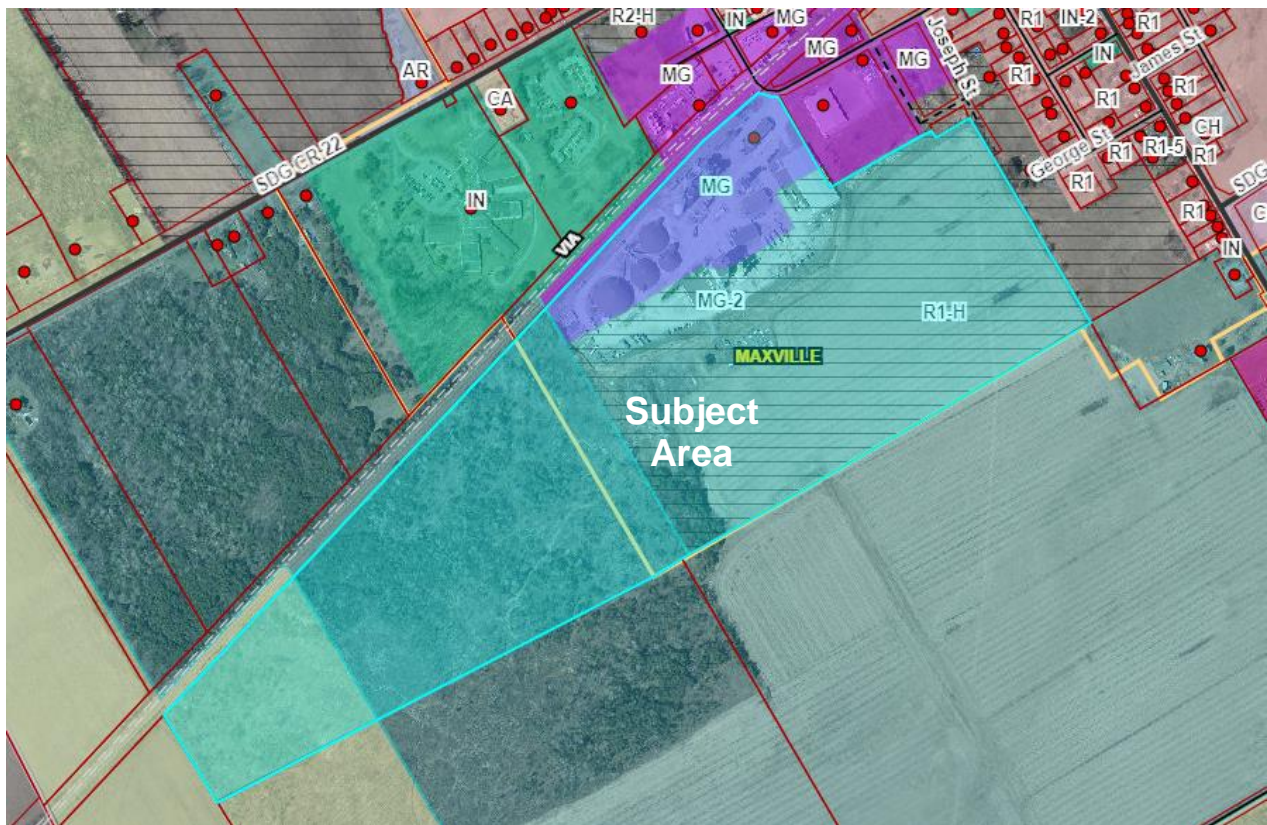 R2-H
IN
MG
R1
IN-2
R1
MG
Joseph St
IN
James St
MG
MG
R1
AR
MG
R1
CA
CH
George St
R1
R1-5
R1
SDG CR 22
R1
SDG
MG
IN
R1
C
VIA
IN
MG-2
R1-H
MAXVILLE
Subject
Area